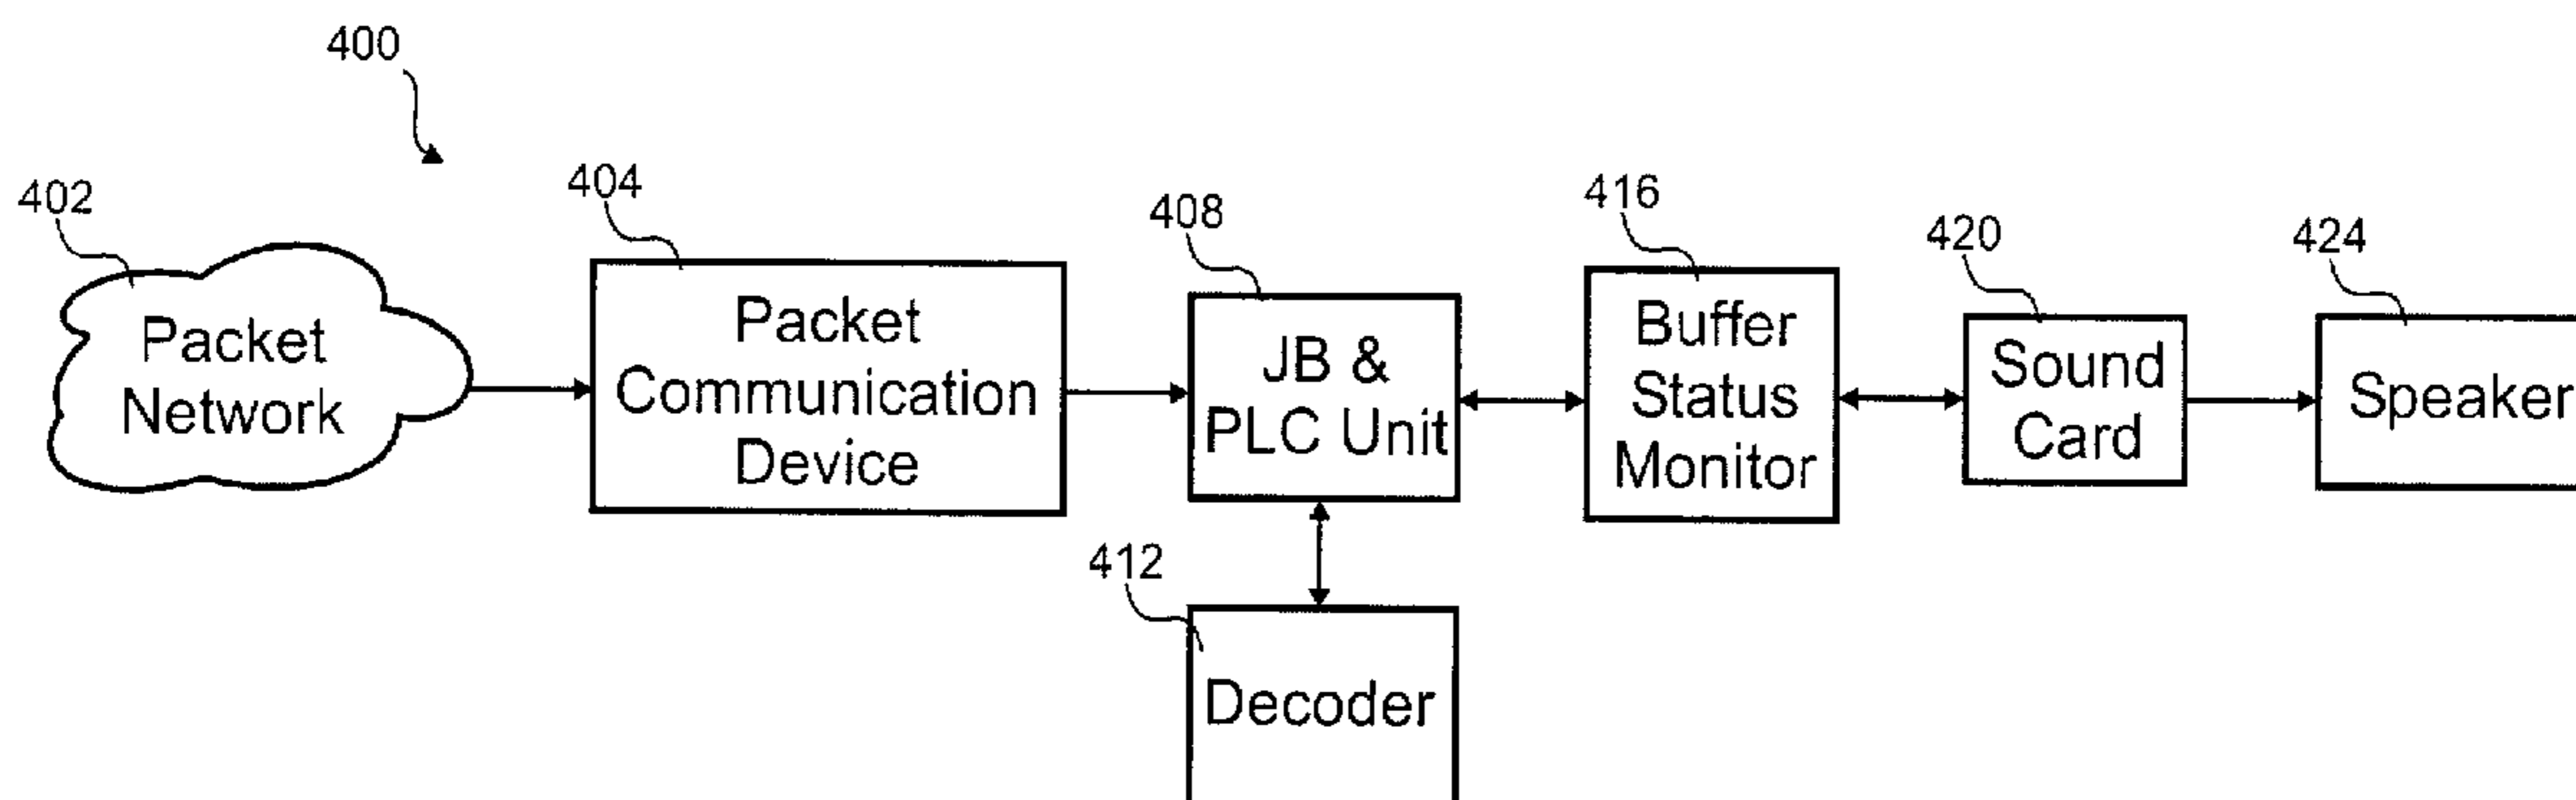 400
402
404
408
416
420
424
Packet
Network
Packet
Communication
Device
JB &
PLC Unit
Buffer
Status
Monitor
Sound
Card
Speaker
412
Decoder